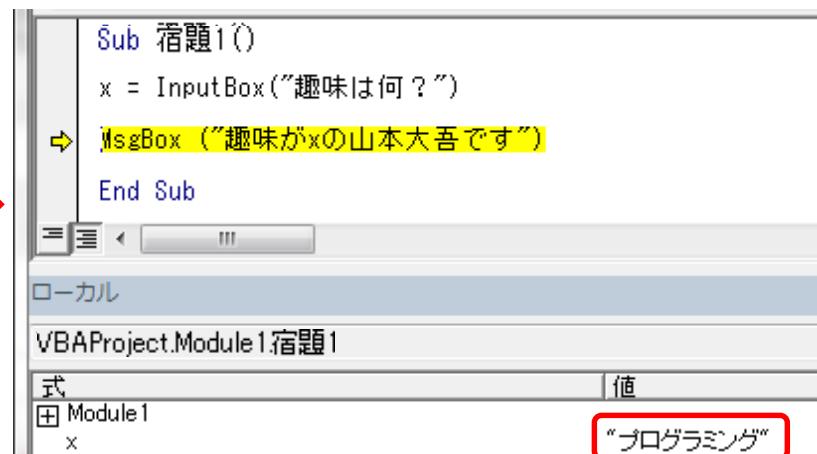 Sub 宿題1()
x = InputBox("趣味は何？")
MsgBox ("趣味がxの山本大吾です")
End Sub
ローカル
VBAProject.Module1.宿題1
式 値
Module1
x "プログラミング"